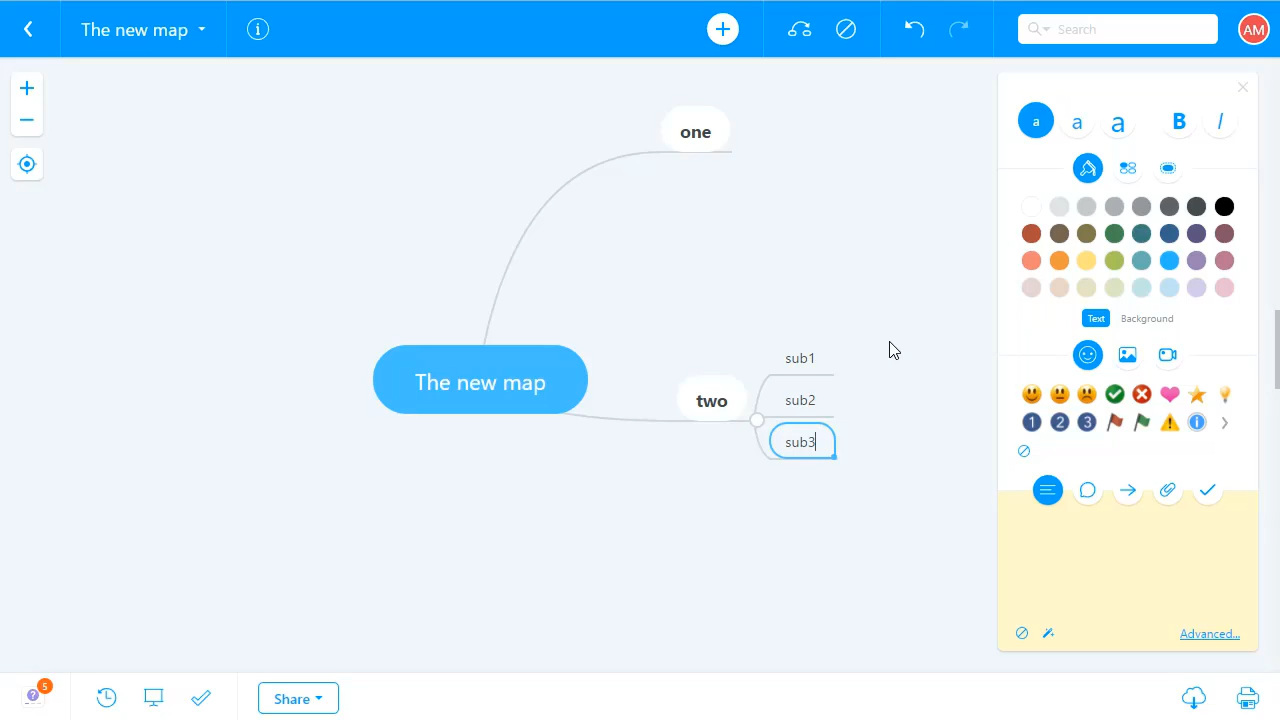 The new map
Search
AM
a a a B I
one
Text Background
The new map
sub1
two
sub2
sub3
1 2 3
Advanced...
5
Share